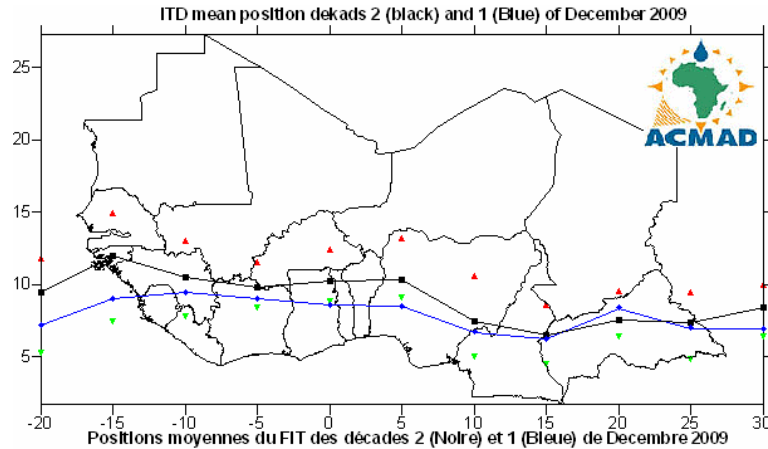 ITD mean position dekads 2 (black) and 1 (Blue) of December 2009
ACMAD
25
20
15
10
5
-20 -15 -10 -5 0 5 10 15 20 25 30
Positions moyennes du FIT des décades 2 (Noire) et 1 (Bleue) de Decembre 2009